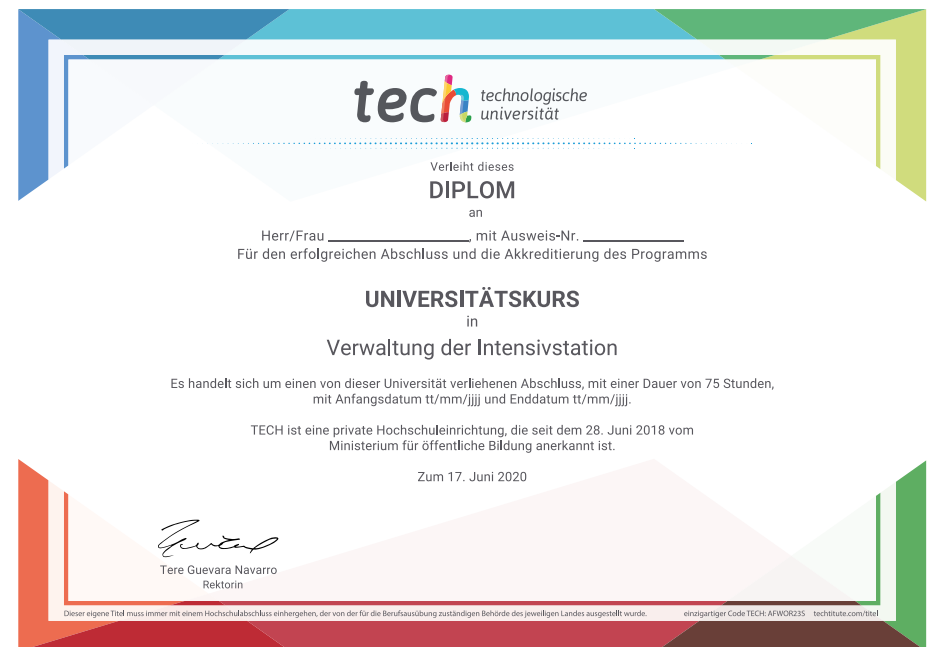 tech technologische
universität
Verleiht dieses
DIPLOM
an
Herr/Frau ____________________, mit Ausweis-Nr. ______________
Für den erfolgreichen Abschluss und die Akkreditierung des Programms
UNIVERSITÄTSKURS
in
Verwaltung der Intensivstation
Es handelt sich um einen von dieser Universität verliehenen Abschluss, mit einer Dauer von 75 Stunden,
mit Anfangsdatum tt/mm/jjjj und Enddatum tt/mm/jjjj.
TECH ist eine private Hochschuleinrichtung, die seit dem 28. Juni 2018 vom
Ministerium für öffentliche Bildung anerkannt ist.
Zum 17. Juni 2020
Tere Guevara Navarro
Rektorin
Dieser eigene Titel muss immer mit einem Hochschulabschluss einhergehen, der von der für die Berufsausübung zuständigen Behörde des jeweiligen Landes ausgestellt wurde. einzigartiger Code TECH: AFWOR23S techtitute.com/titel